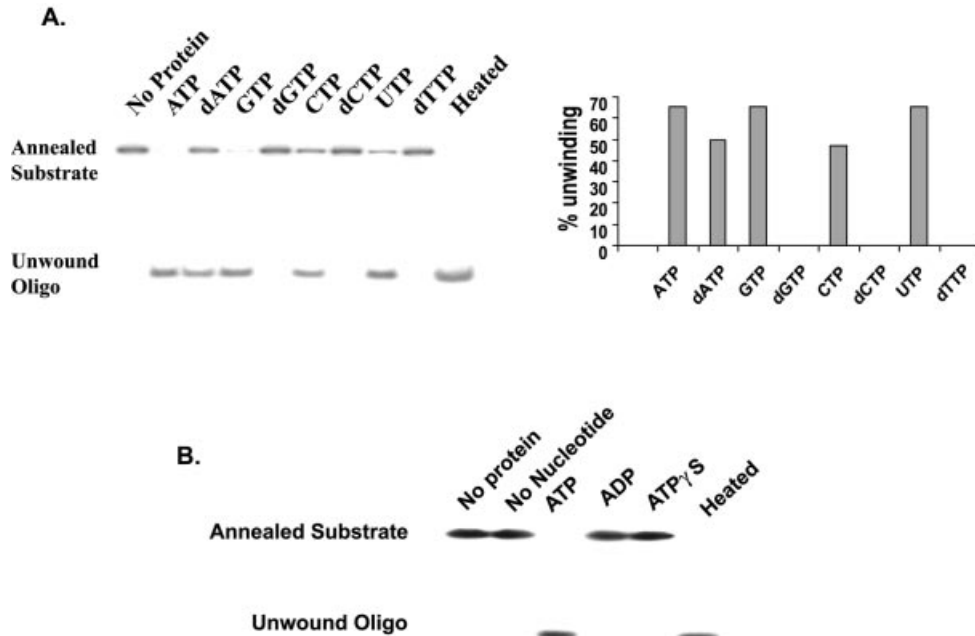 A.
No Protein
ATP
dATP
GTP
dGTP
CTP
dCTP
UTP
dTTP
Heated
Annealed
Substrate
Unwound
Oligo
% unwinding
70
60
50
40
30
20
10
0
ATP
dATP
GTP
dGTP
CTP
dCTP
UTP
dTTP
B.
No protein
No Nucleotide
ATP
ADP
ATPγS
Heated
Annealed Substrate
Unwound Oligo